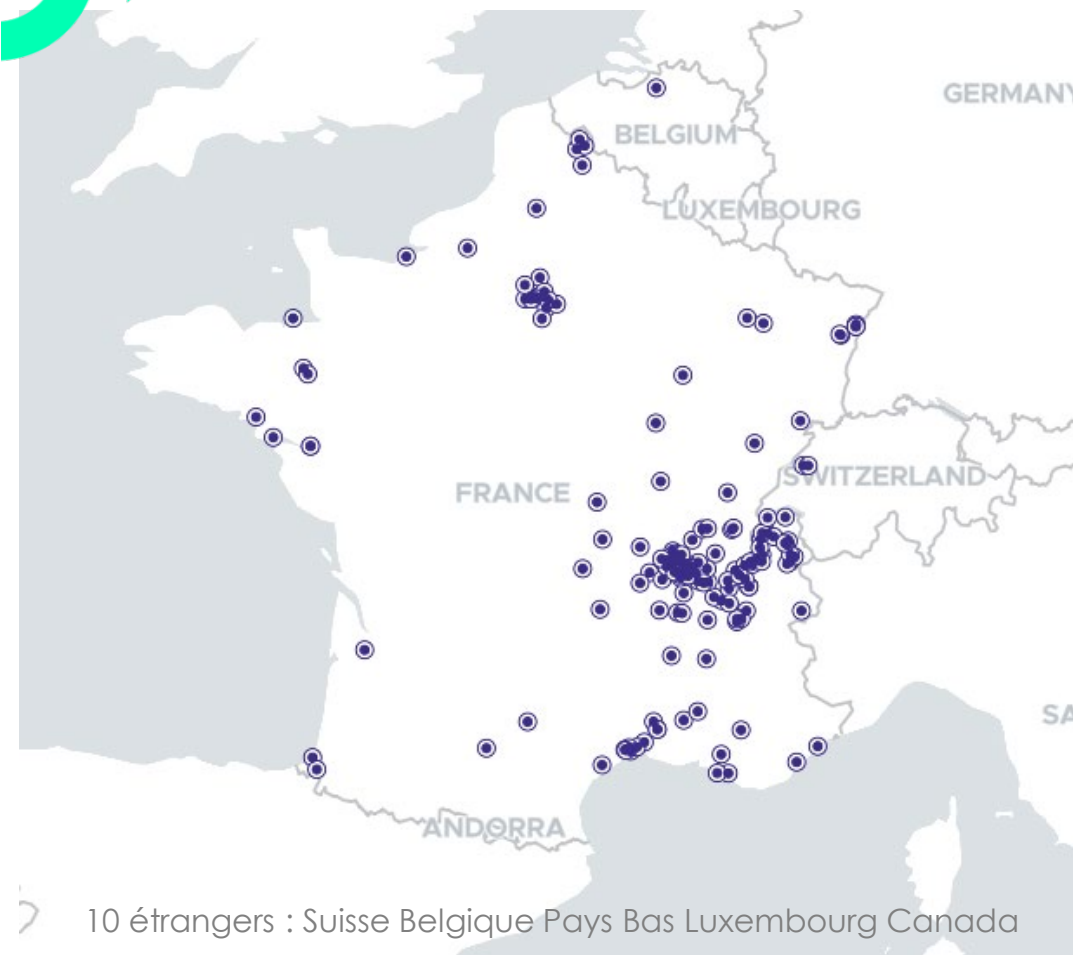 GERMANY
BELGIUM
LUXEMBOURG
FRANCE
SWITZERLAND
SA
ANDORRA
10 étrangers : Suisse Belgique Pays Bas Luxembourg Canada